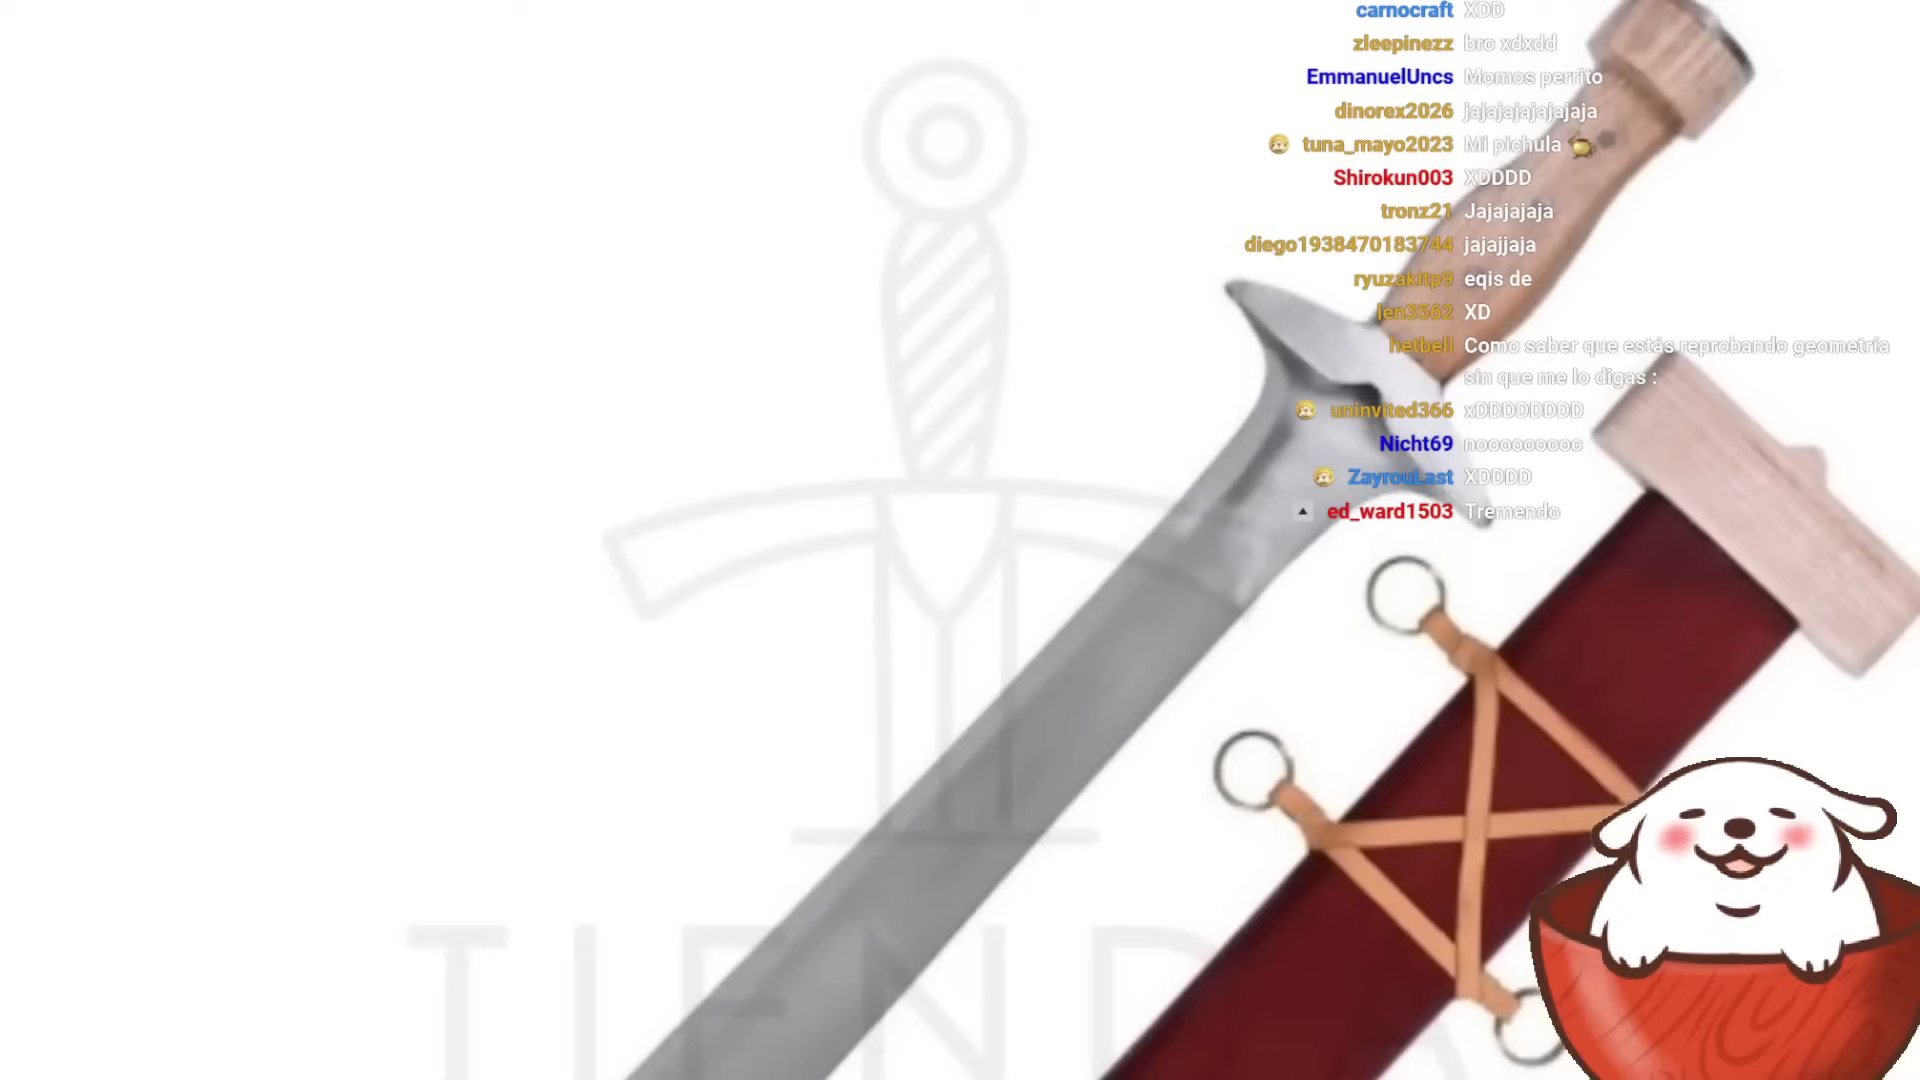 carnocraft XDD
zleepinezz bro xdxdd
EmmanuelUncs Momos perrito
dinorex2026 jajajajajajajaja
tuna_mayo2023 Mi pichula
Shirokun003 XDDDD
tronz21 Jajajajaja
diego1938470183744 jajajjaja
ryuzakitp9 eqis de
len3562 XD
hetbell Como saber que estás reprobando geometría
sin que me lo digas :
uninvited366 xDDDDDDDD
Nicht69 nooooooooo
ZayrouLast XDDDD
ed_ward1503 Tremendo
TIENDA